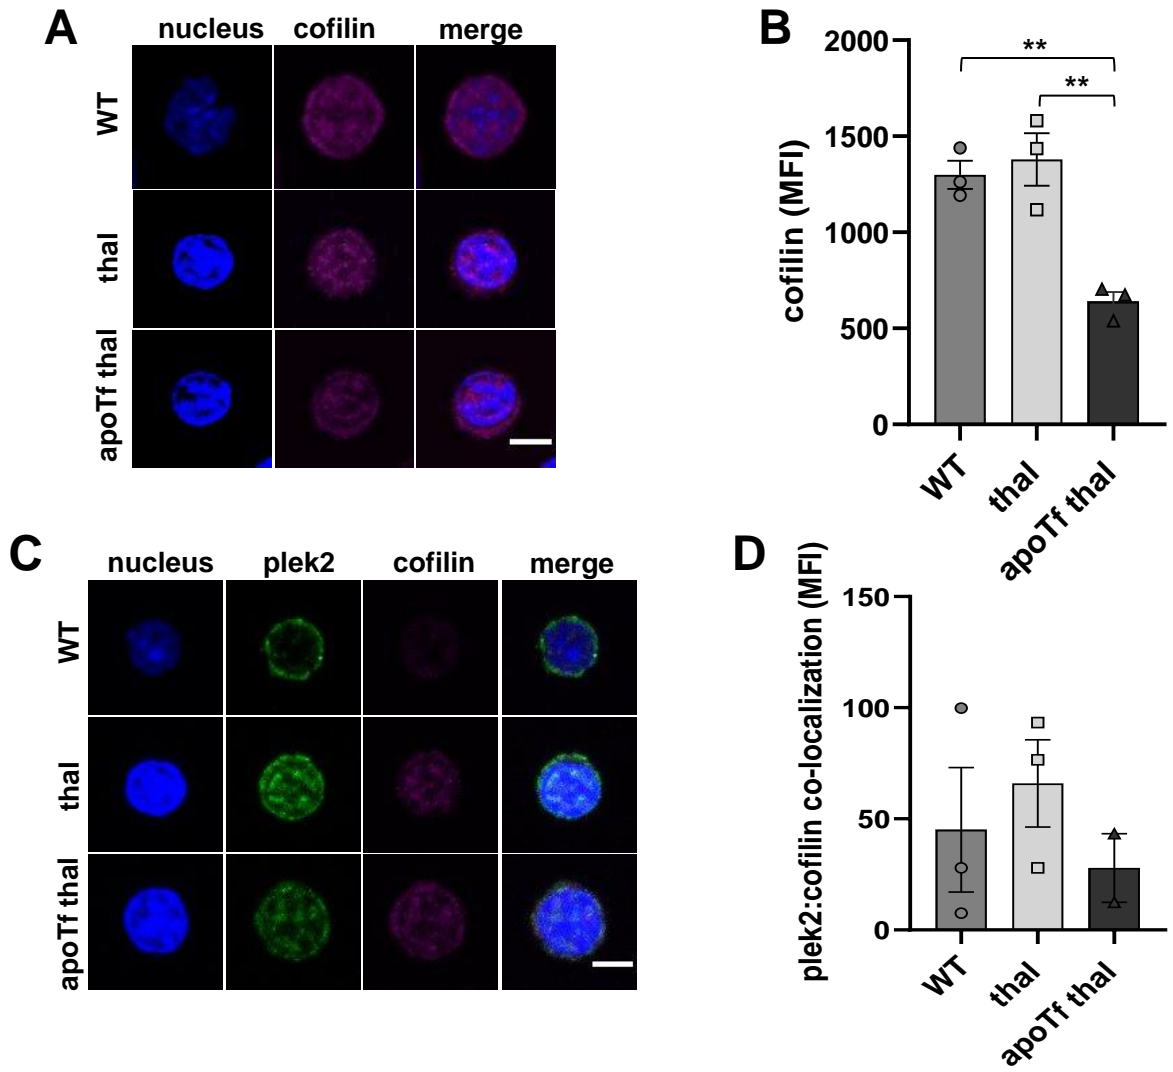 A
nucleus cofilin merge
WT
thal
apoTf thal
B
cofilin (MFI)
2000
1500
1000
500
0
**
**
WT
thal
apoTf thal
C
nucleus plek2 cofilin merge
WT
thal
apoTf thal
D
plek2:cofilin co-localization (MFI)
150
100
50
0
WT
thal
apoTf thal